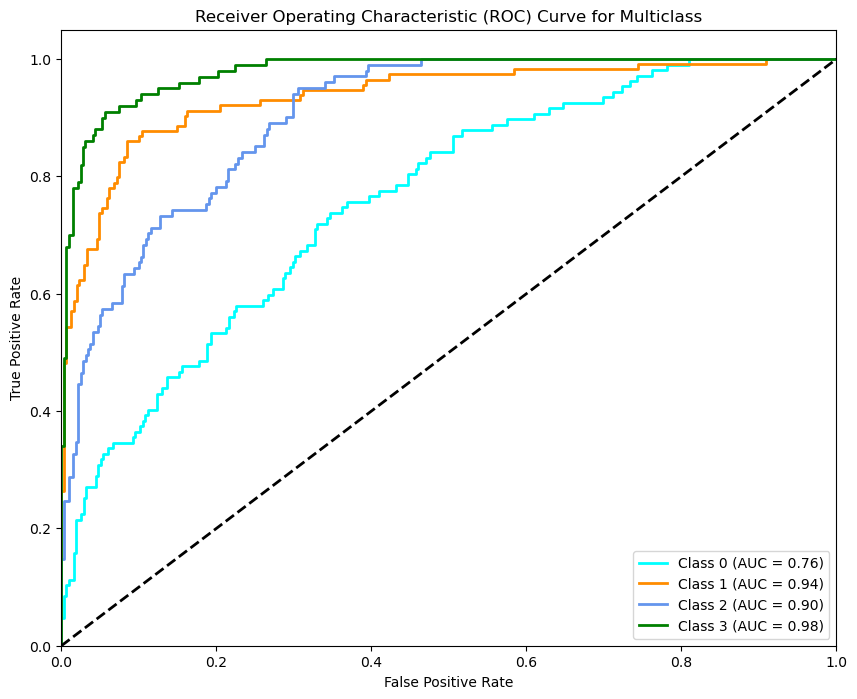 Receiver Operating Characteristic (ROC) Curve for Multiclass
True Positive Rate
1.0
0.8
0.6
0.4
0.2
0.0
Class 0 (AUC = 0.76)
Class 1 (AUC = 0.94)
Class 2 (AUC = 0.90)
Class 3 (AUC = 0.98)
0.0 0.2 0.4 0.6 0.8 1.0
False Positive Rate